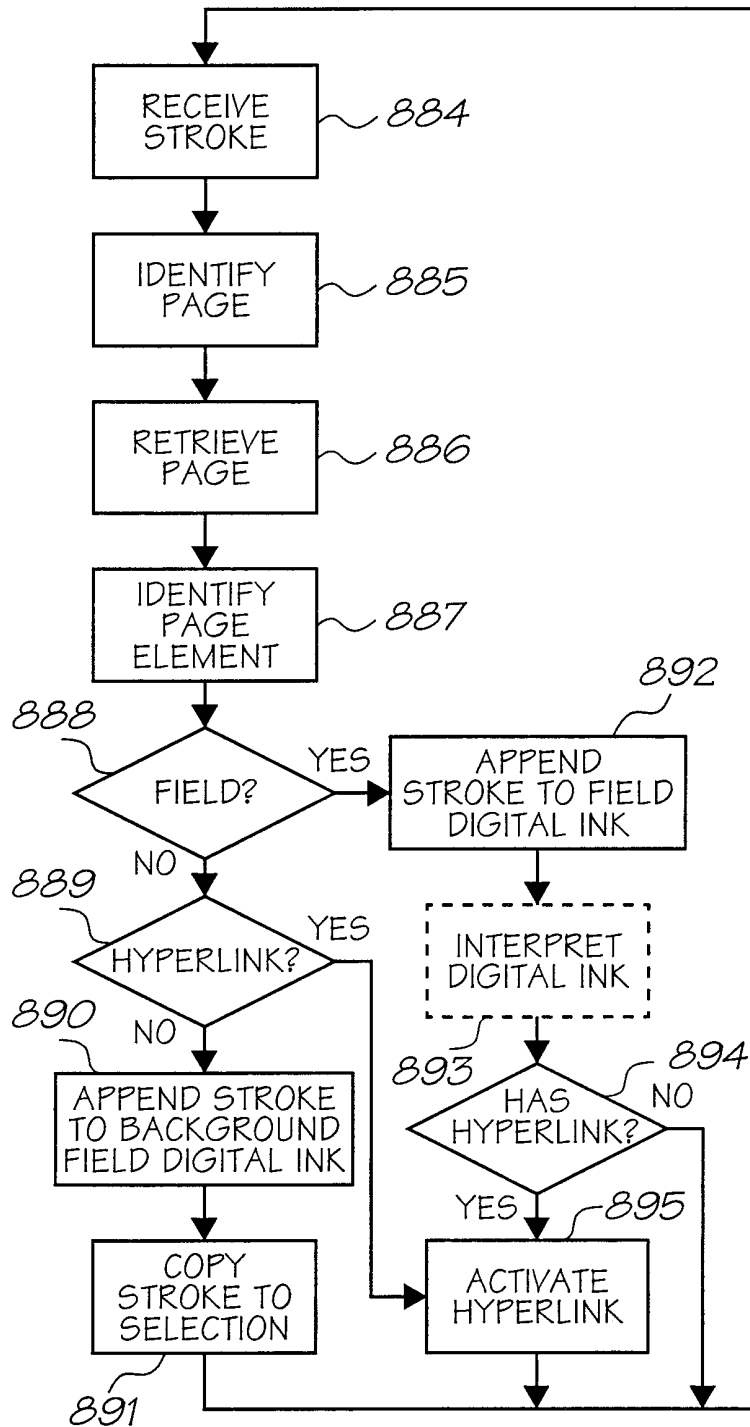 RECEIVE
STROKE
884
IDENTIFY
PAGE
885
RETRIEVE
PAGE
886
IDENTIFY
PAGE
ELEMENT
887
888
FIELD?
YES
NO
892
APPEND
STROKE TO FIELD
DIGITAL INK
889
HYPERLINK?
YES
NO
INTERPRET
DIGITAL INK
893
890
APPEND STROKE
TO BACKGROUND
FIELD DIGITAL INK
894
HAS
HYPERLINK?
NO
YES
895
COPY
STROKE TO
SELECTION
891
ACTIVATE
HYPERLINK